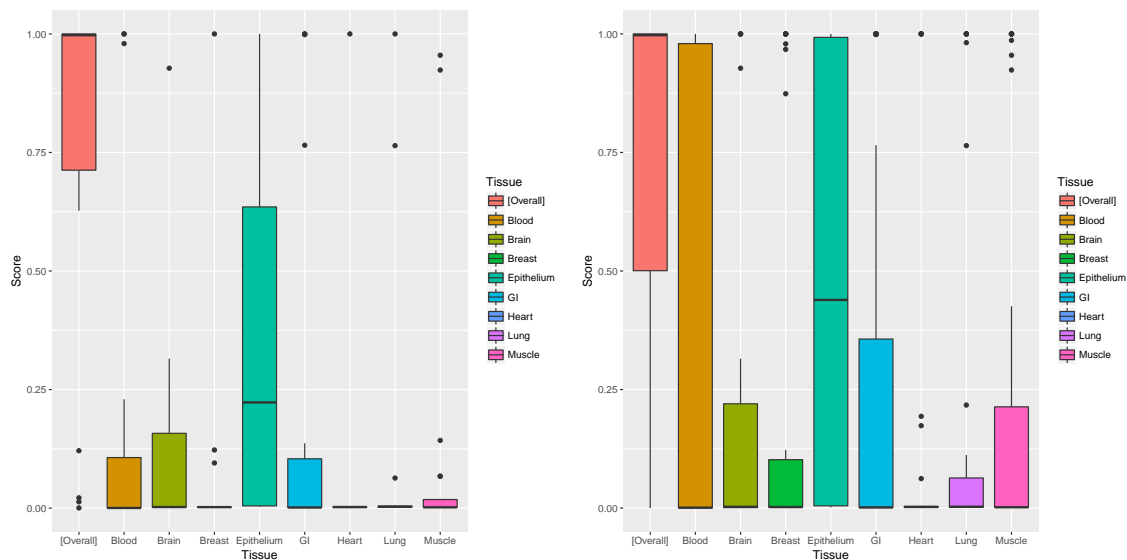 1.00
0.75
0.50
0.25
0.00
Score
[Overall] Blood Brain Breast Epithelium GI Heart Lung Muscle
Tissue
Tissue
[Overall]
Blood
Brain
Breast
Epithelium
GI
Heart
Lung
Muscle
1.00
0.75
0.50
0.25
0.00
Score
[Overall] Blood Brain Breast Epithelium GI Heart Lung Muscle
Tissue
Tissue
[Overall]
Blood
Brain
Breast
Epithelium
GI
Heart
Lung
Muscle